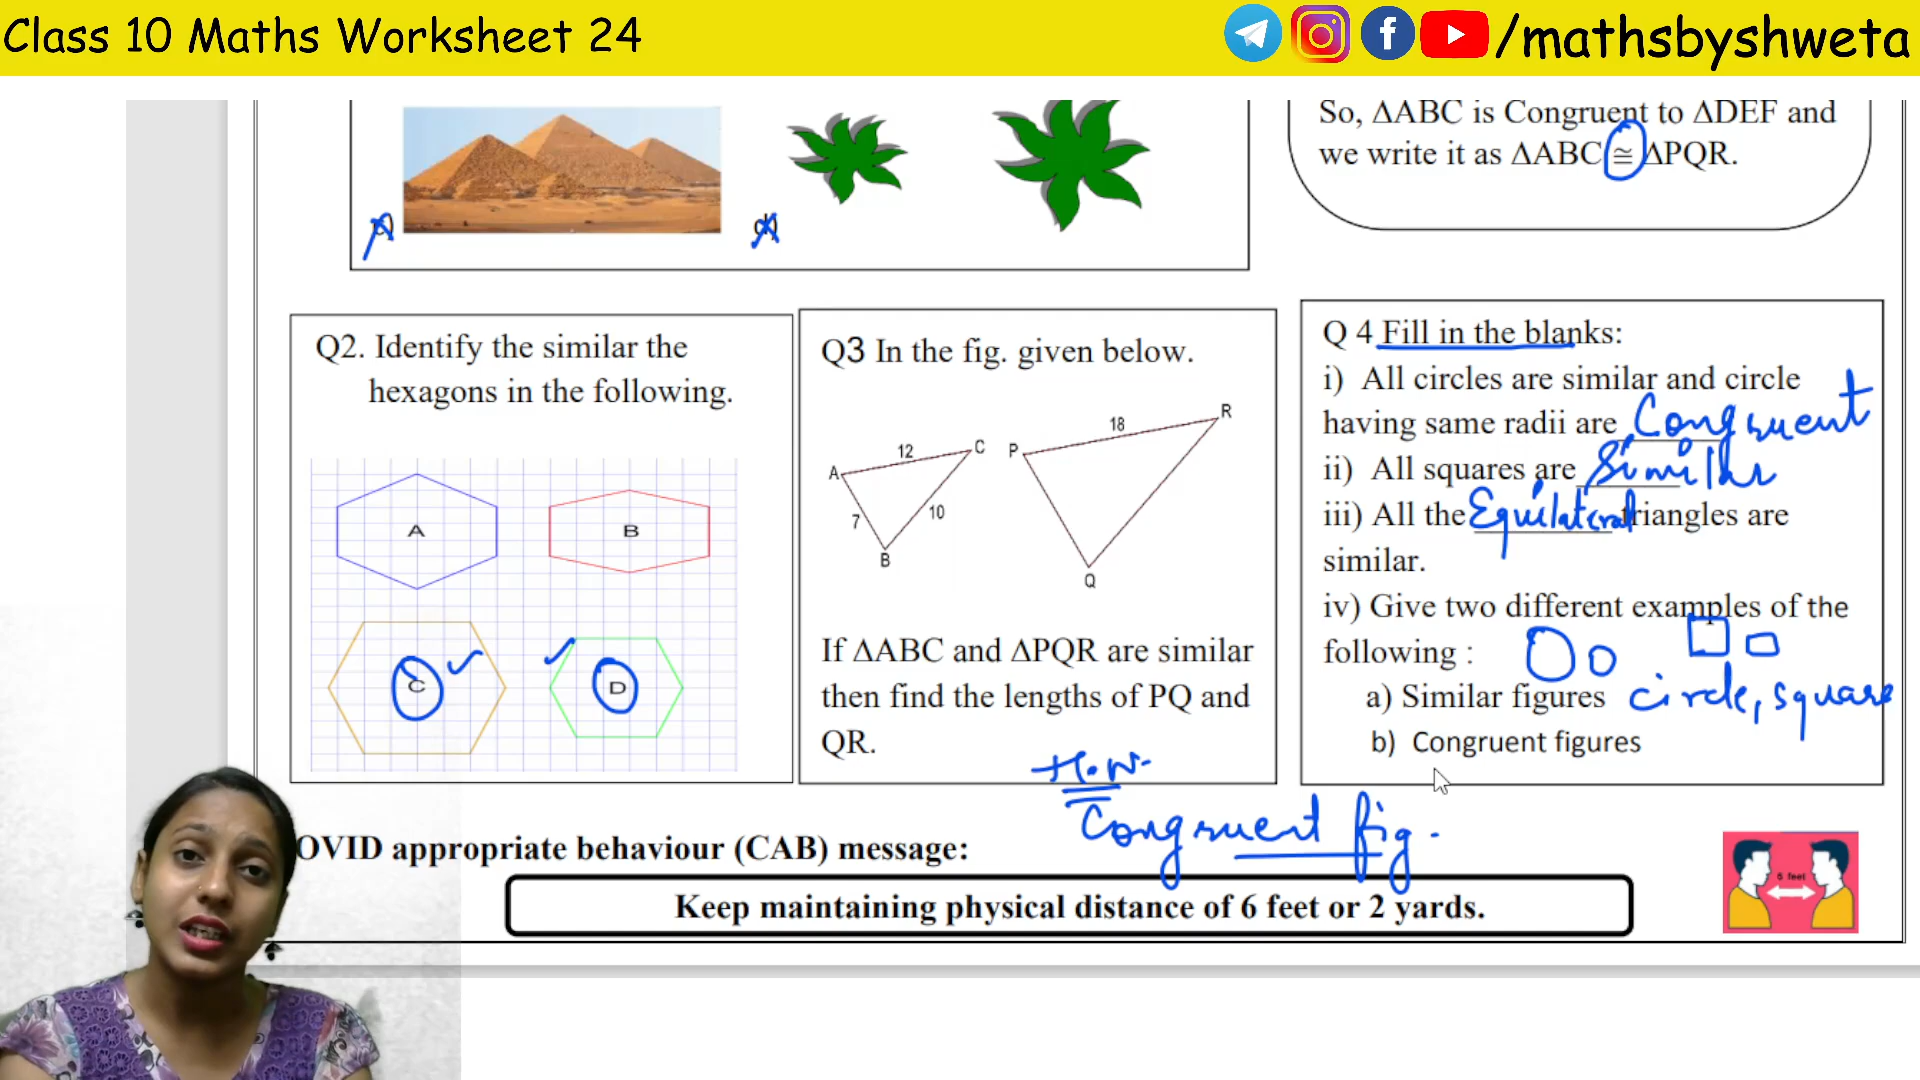 Class 10 Maths Worksheet 24
/mathsbyshweta
So, ΔABC is Congruent to ΔDEF and
we write it as ΔABC ≅ ΔPQR.
d)
Q2. Identify the similar the
hexagons in the following.
A
B
C
D
Q3 In the fig. given below.
12
C
A
7
10
B
18
R
P
Q
If ΔABC and ΔPQR are similar
then find the lengths of PQ and
QR.
H.W.
Congruent fig.
Q 4 Fill in the blanks:
i) All circles are similar and circle
having same radii are Congruent
ii) All squares are Similar
iii) All the Equilateral triangles are
similar.
iv) Give two different examples of the
following :
a) Similar figures circle, square
b) Congruent figures
OVID appropriate behaviour (CAB) message:
Keep maintaining physical distance of 6 feet or 2 yards.
6 feet